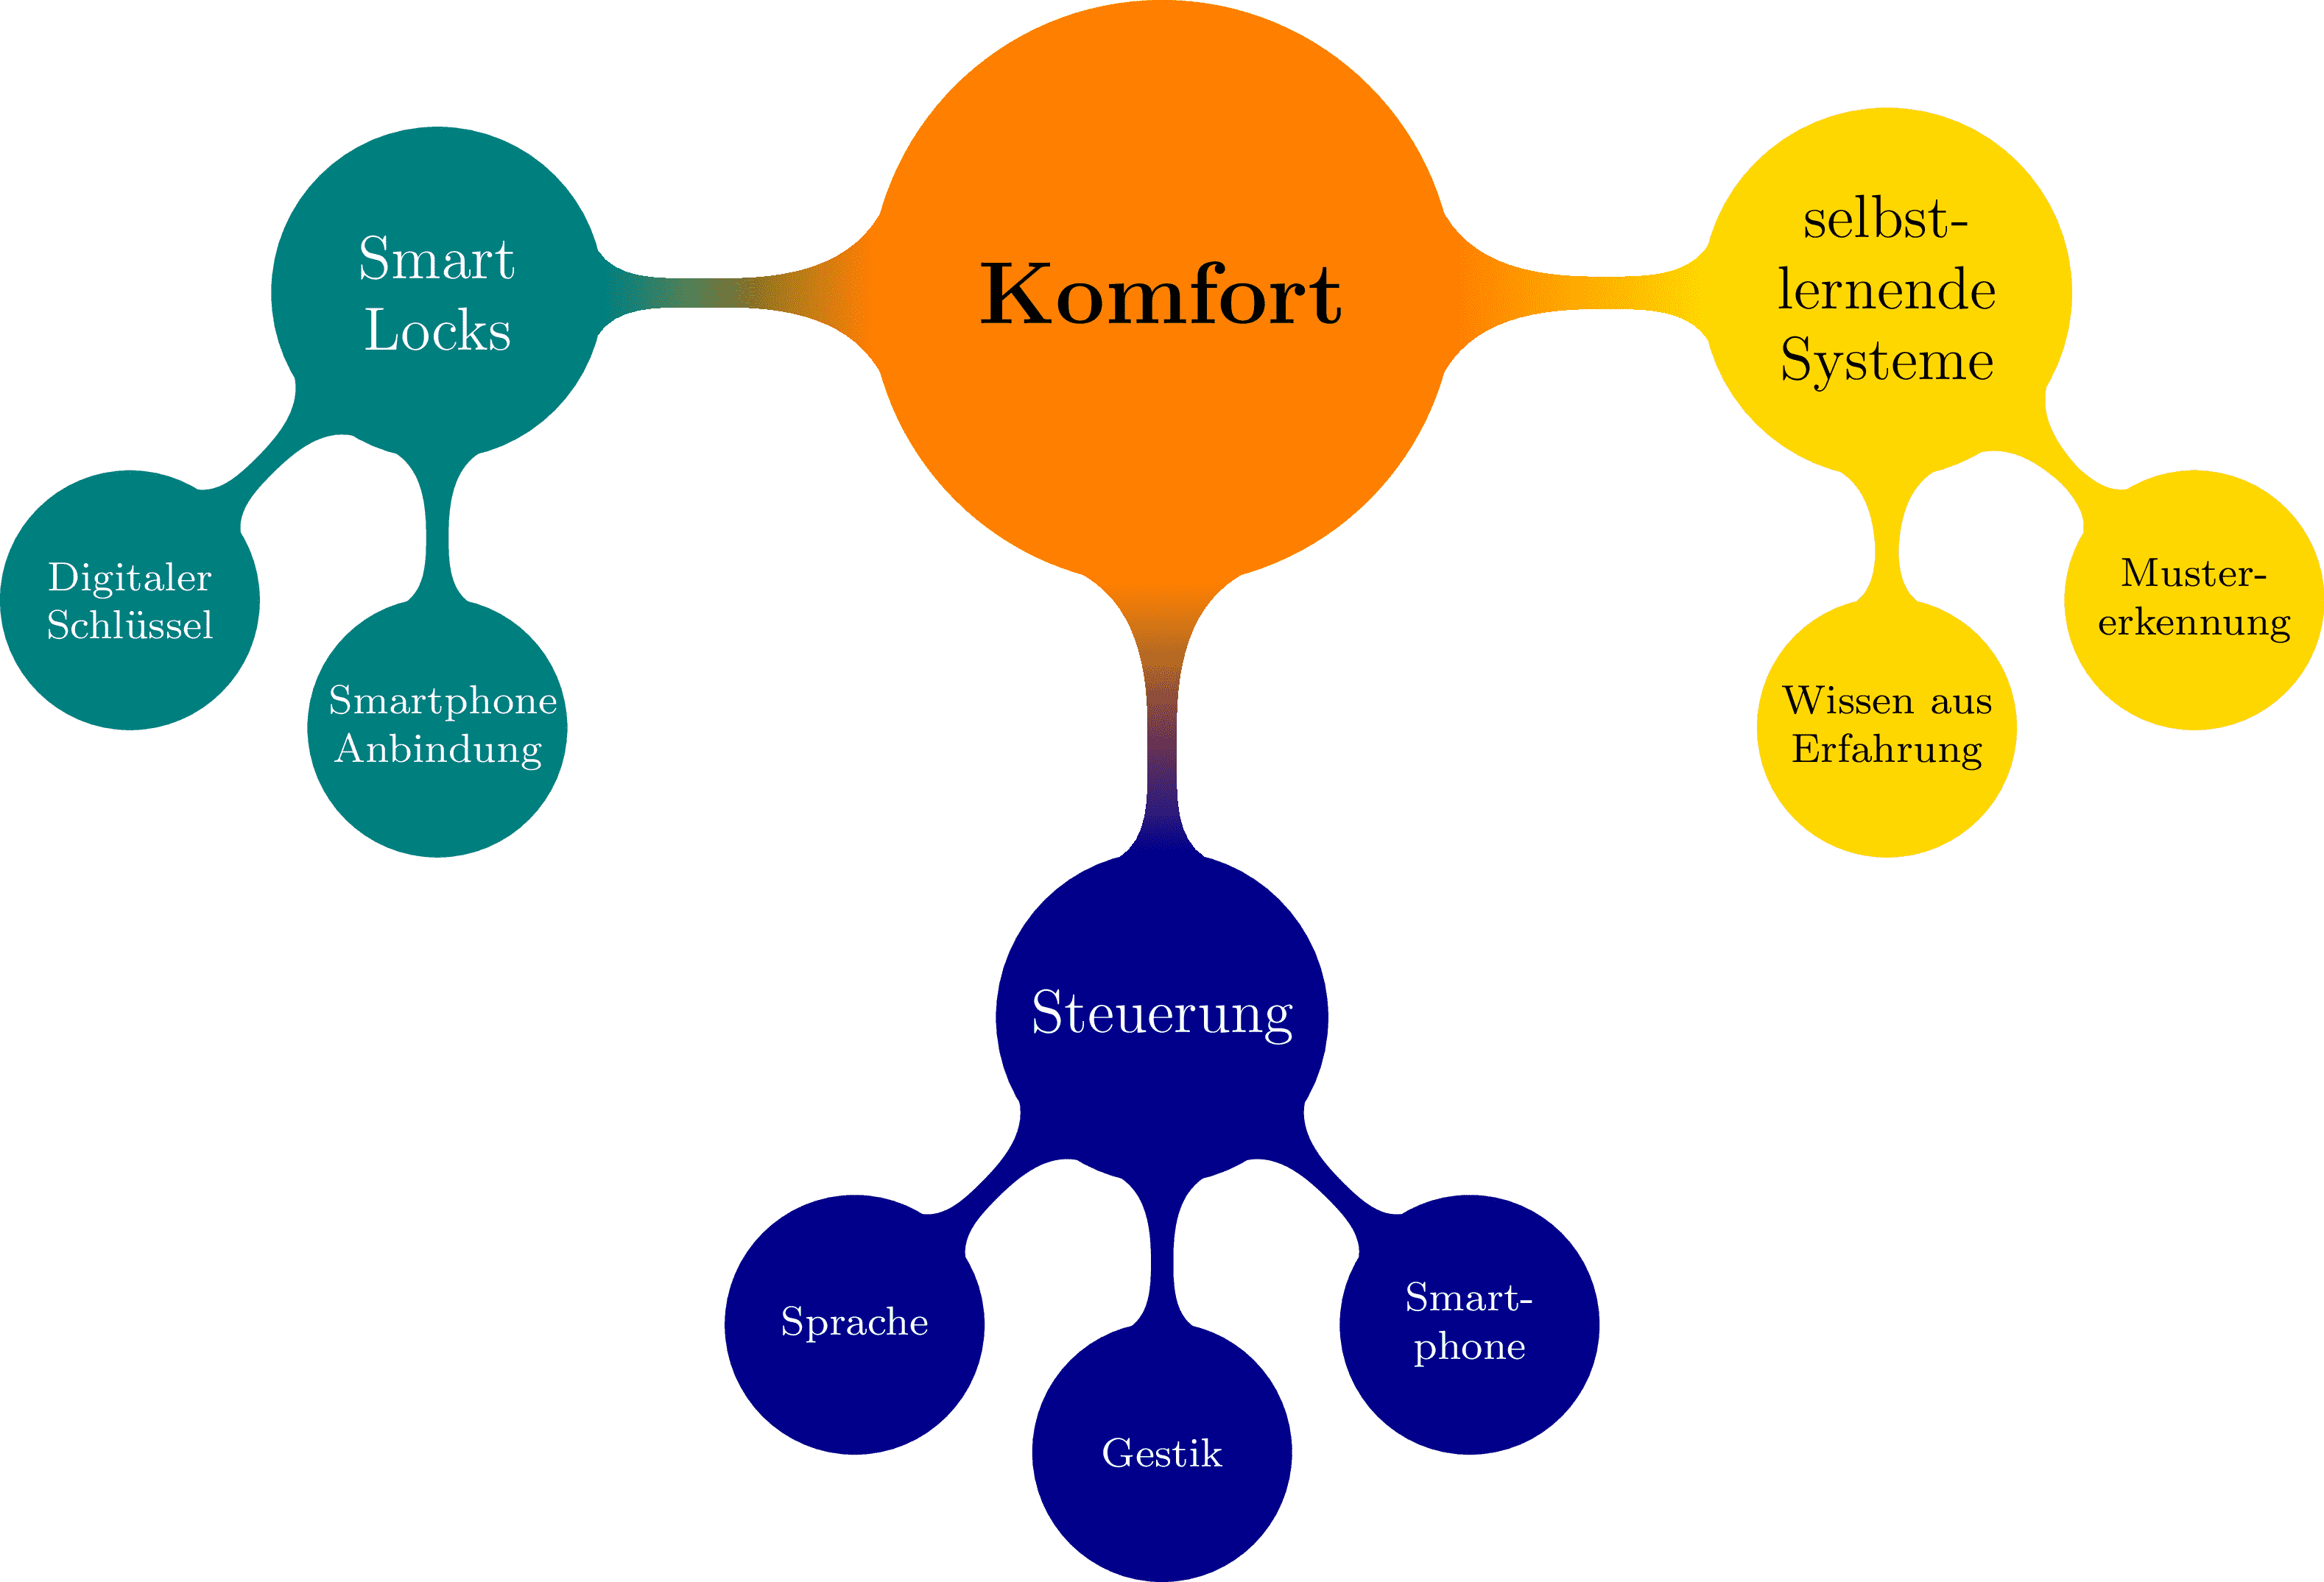 Komfort
Smart
Locks
Digitaler
Schlüssel
Smartphone
Anbindung
Steuerung
Sprache
Gestik
Smart-
phone
selbst-
lernende
Systeme
Wissen aus
Erfahrung
Muster-
erkennung